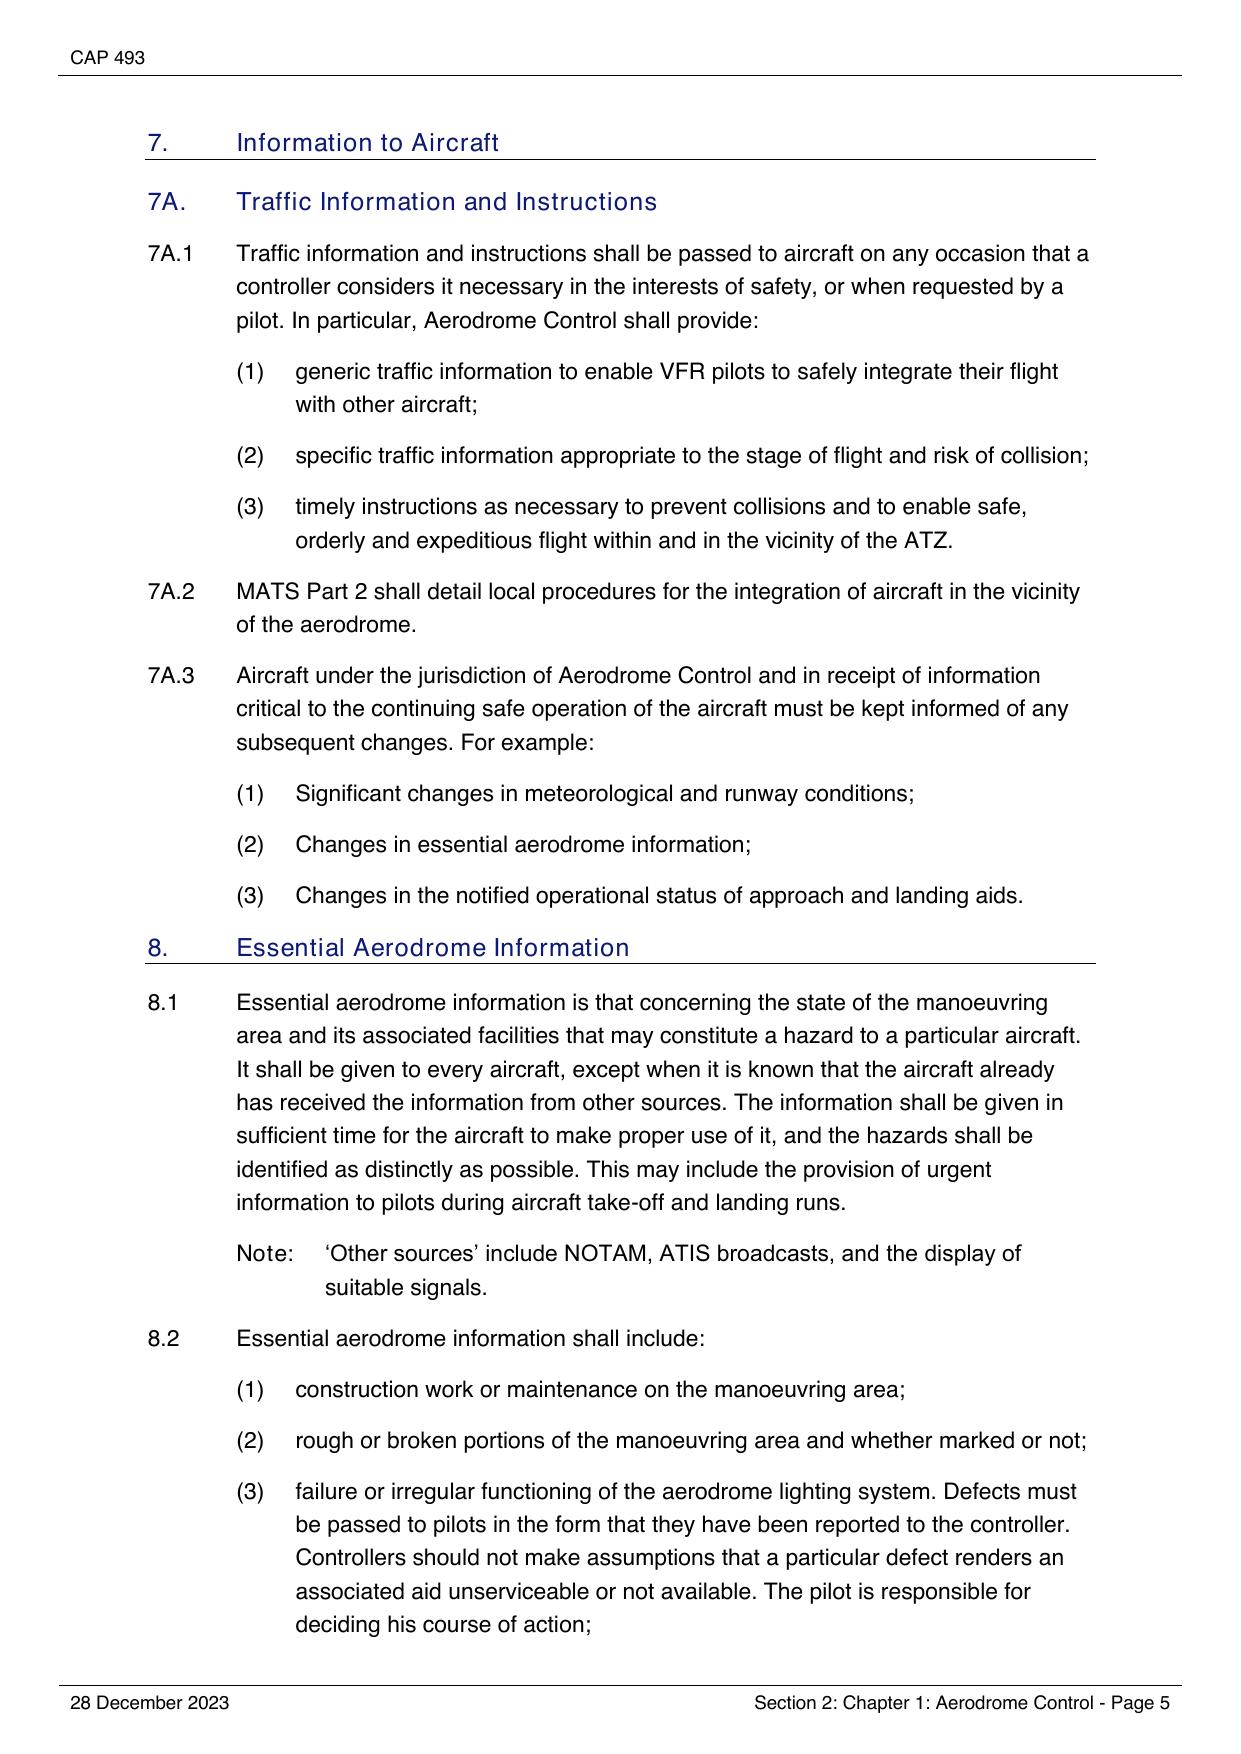 CAP 493
7. Information to Aircraft
7A. Traffic Information and Instructions
7A.1 Traffic information and instructions shall be passed to aircraft on any occasion that a
controller considers it necessary in the interests of safety, or when requested by a
pilot. In particular, Aerodrome Control shall provide:
(1) generic traffic information to enable VFR pilots to safely integrate their flight
with other aircraft;
(2) specific traffic information appropriate to the stage of flight and risk of collision;
(3) timely instructions as necessary to prevent collisions and to enable safe,
orderly and expeditious flight within and in the vicinity of the ATZ.
7A.2 MATS Part 2 shall detail local procedures for the integration of aircraft in the vicinity
of the aerodrome.
7A.3 Aircraft under the jurisdiction of Aerodrome Control and in receipt of information
critical to the continuing safe operation of the aircraft must be kept informed of any
subsequent changes. For example:
(1) Significant changes in meteorological and runway conditions;
(2) Changes in essential aerodrome information;
(3) Changes in the notified operational status of approach and landing aids.
8. Essential Aerodrome Information
8.1 Essential aerodrome information is that concerning the state of the manoeuvring
area and its associated facilities that may constitute a hazard to a particular aircraft.
It shall be given to every aircraft, except when it is known that the aircraft already
has received the information from other sources. The information shall be given in
sufficient time for the aircraft to make proper use of it, and the hazards shall be
identified as distinctly as possible. This may include the provision of urgent
information to pilots during aircraft take-off and landing runs.
Note: ‘Other sources’ include NOTAM, ATIS broadcasts, and the display of
suitable signals.
8.2 Essential aerodrome information shall include:
(1) construction work or maintenance on the manoeuvring area;
(2) rough or broken portions of the manoeuvring area and whether marked or not;
(3) failure or irregular functioning of the aerodrome lighting system. Defects must
be passed to pilots in the form that they have been reported to the controller.
Controllers should not make assumptions that a particular defect renders an
associated aid unserviceable or not available. The pilot is responsible for
deciding his course of action;
28 December 2023 Section 2: Chapter 1: Aerodrome Control - Page 5